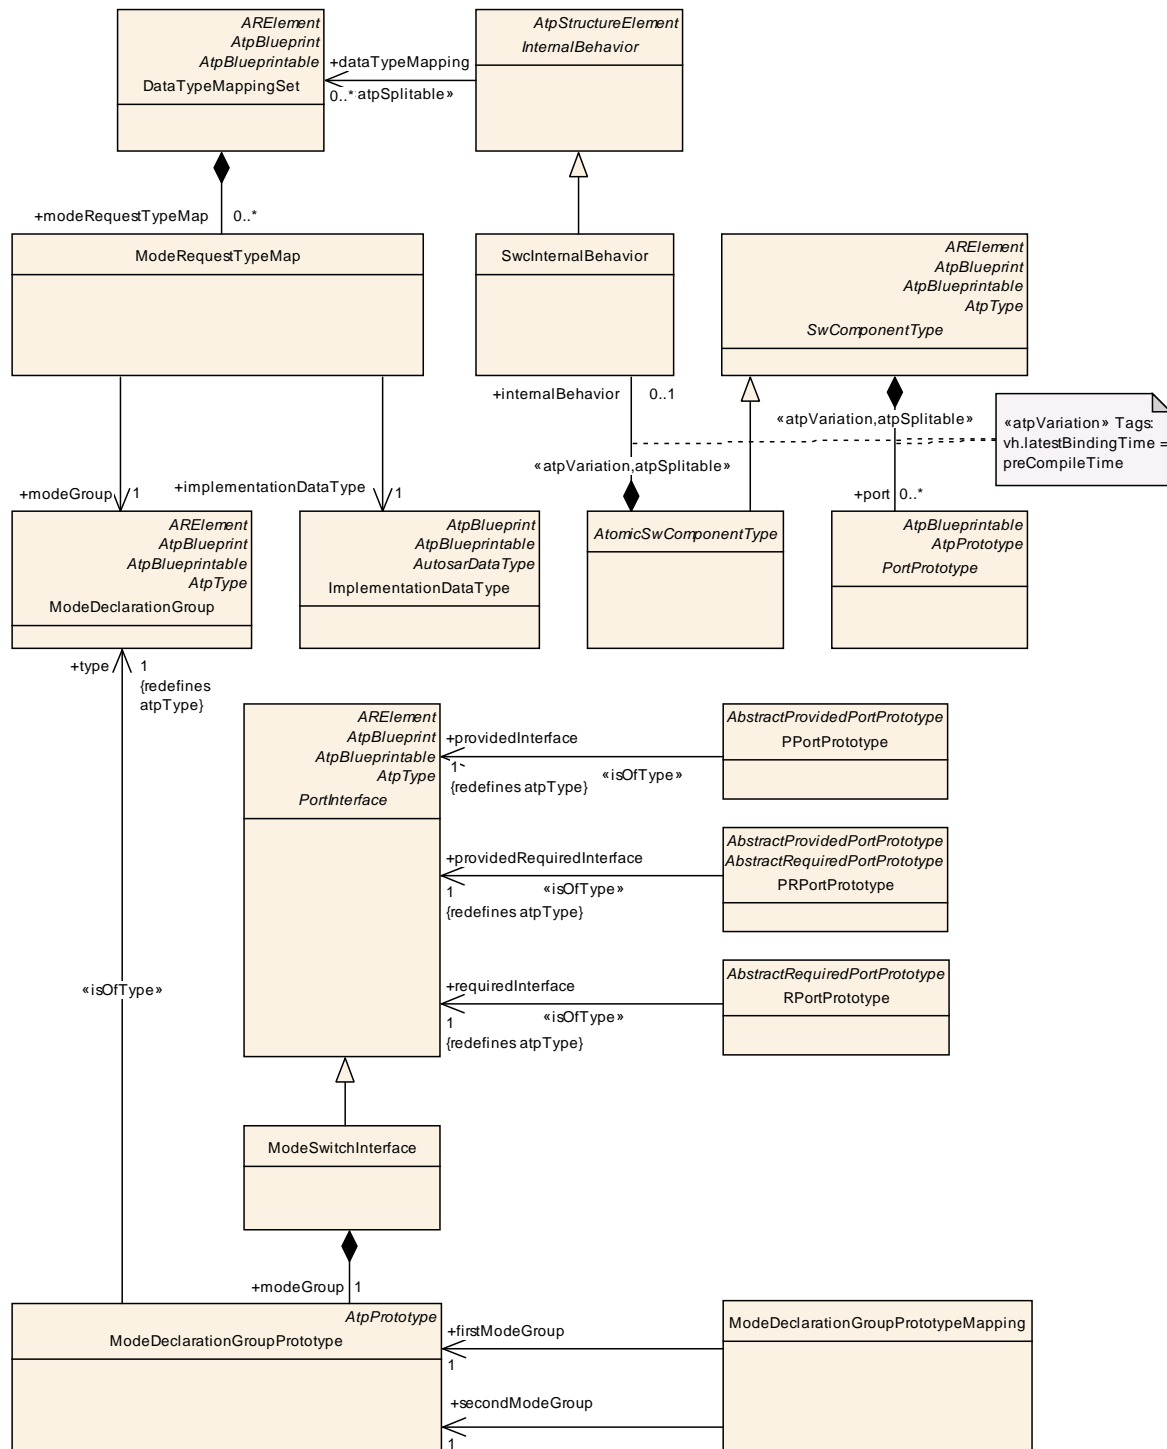 ARElement
AtpBlueprint
AtpBlueprintable
DataTypeMappingSet
AtpStructureElement
InternalBehavior
+dataTypeMapping
0..* atpSplitable»
+modeRequestTypeMap 0..*
ModeRequestTypeMap
SwcInternalBehavior
ARElement
AtpBlueprint
AtpBlueprintable
AtpType
SwComponentType
+internalBehavior 0..1
«atpVariation,atpSplitable»
«atpVariation,atpSplitable»
«atpVariation» Tags:
vh.latestBindingTime =
preCompileTime
+modeGroup 1
+implementationDataType 1
+port 0..*
ARElement
AtpBlueprint
AtpBlueprintable
AtpType
ModeDeclarationGroup
AtpBlueprint
AtpBlueprintable
AutosarDataType
ImplementationDataType
AtomicSwComponentType
AtpBlueprintable
AtpPrototype
PortPrototype
+type 1
{redefines
atpType}
ARElement
AtpBlueprint
AtpBlueprintable
AtpType
PortInterface
+providedInterface
1
«isOfType»
{redefines atpType}
AbstractProvidedPortPrototype
PPortPrototype
+providedRequiredInterface
1
«isOfType»
{redefines atpType}
AbstractProvidedPortPrototype
AbstractRequiredPortPrototype
PRPortPrototype
+requiredInterface
1
«isOfType»
{redefines atpType}
AbstractRequiredPortPrototype
RPortPrototype
«isOfType»
ModeSwitchInterface
+modeGroup 1
AtpPrototype
ModeDeclarationGroupPrototype
+firstModeGroup
1
+secondModeGroup
1
ModeDeclarationGroupPrototypeMapping